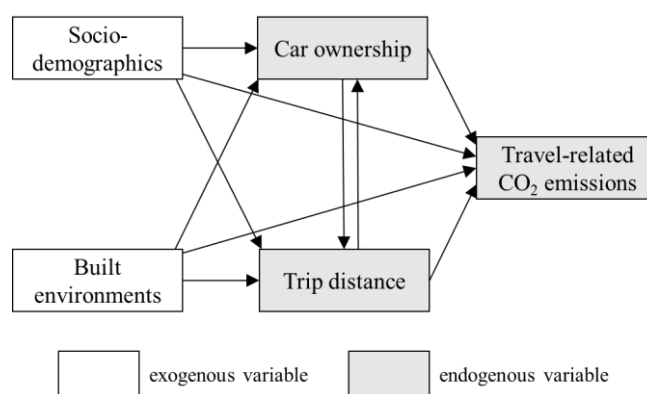 Socio-
demographics
Car ownership
Travel-related
CO₂ emissions
Built
environments
Trip distance
exogenous variable
endogenous variable